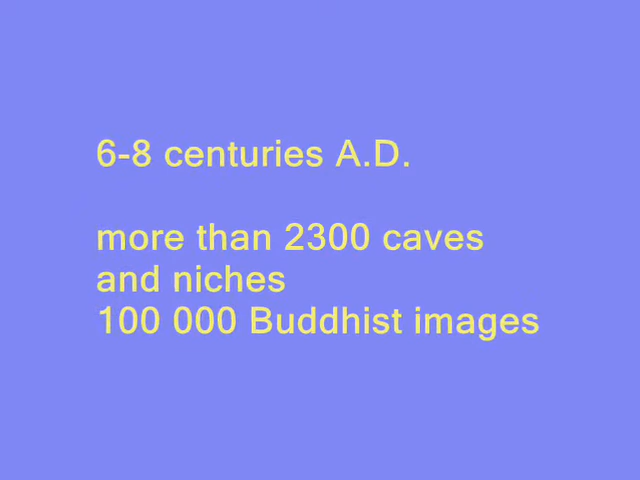 6-8 centuries A.D.
more than 2300 caves
and niches
100 000 Buddhist images